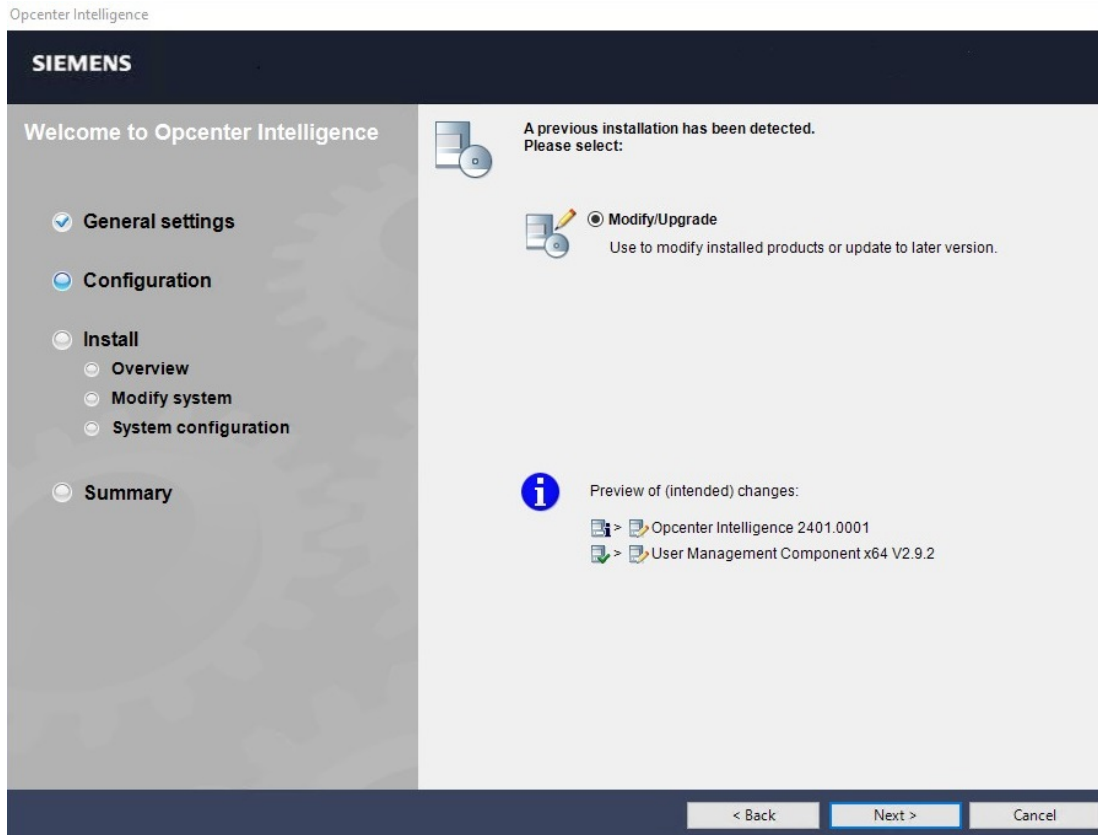 Opcenter Intelligence
SIEMENS
Welcome to Opcenter Intelligence
General settings
Configuration
Install
Overview
Modify system
System configuration
Summary
A previous installation has been detected.
Please select:
Modify/Upgrade
Use to modify installed products or update to later version.
Preview of (intended) changes:
> Opcenter Intelligence 2401.0001
> User Management Component x64 V2.9.2
< Back
Next >
Cancel